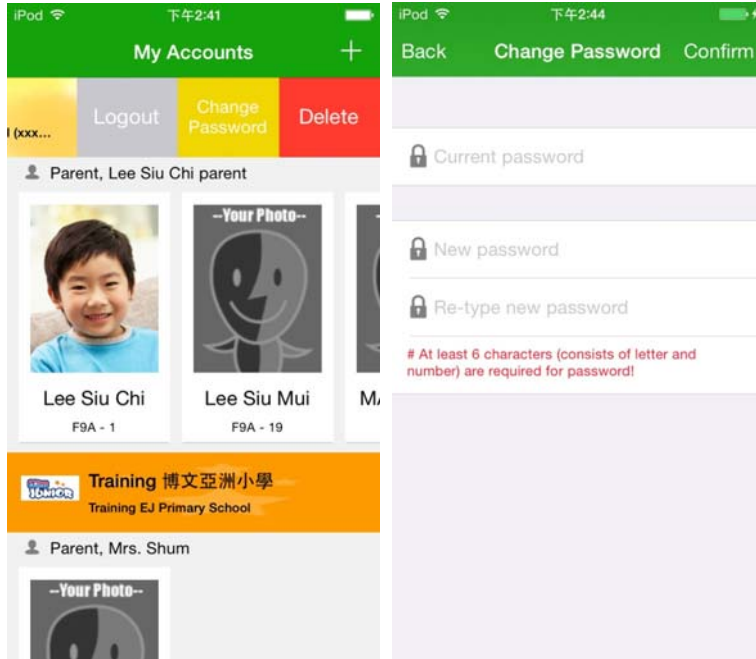 iPod 下午2:41
My Accounts +
l (xxx...
Logout
Change
Password
Delete
Parent, Lee Siu Chi parent
--Your Photo--
Lee Siu Chi
F9A - 1
Lee Siu Mui
F9A - 19
JUNIOR
Training 博文亞洲小學
Training EJ Primary School
Parent, Mrs. Shum
--Your Photo--
iPod 下午2:44
Back Change Password Confirm
Current password
New password
Re-type new password
# At least 6 characters (consists of letter and
number) are required for password!